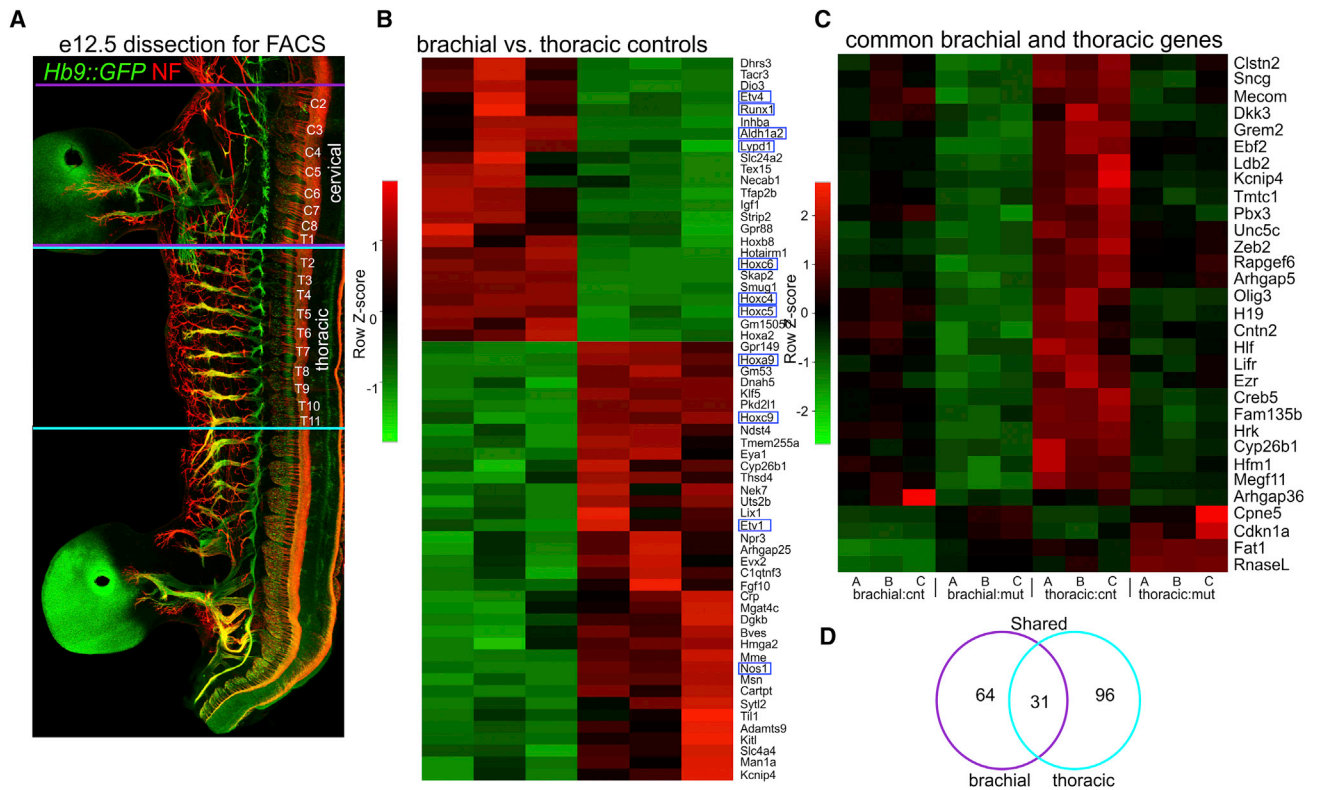 A
e12.5 dissection for FACS
Hb9::GFP NF
C2
C3
C4
C5
C6
C7
C8
T1
cervical
T2
T3
T4
T5
T6
T7
T8
T9
T10
T11
thoracic
B
brachial vs. thoracic controls
1
0
-1
Row Z-score
Dhrs3
Tacr3
Dio3
Etv4
Runx1
Inhba
Aldh1a2
Lypd1
Slc24a2
Tex15
Necab1
Tfap2b
Igf1
Strip2
Gpr88
Hoxb8
Hotairm1
Hoxc6
Skap2
Smug1
Hoxc4
Hoxc5
Hoxa2
Gpr149
Hoxa9
Gm53
Dnah5
Klf5
Pkd2l1
Hoxc9
Ndst4
Tmem255a
Eya1
Cyp26b1
Thsd4
Nek7
Uts2b
Lix1
Etv1
Npr3
Arhgap25
Evx2
C1qtnf3
Fgf10
Crp
Mgat4c
Dgkb
Bves
Hmga2
Mme
Nos1
Msn
Cartpt
Sytl2
Til1
Adamts9
Kitl
Slc4a4
Man1a
Kcnip4
C
common brachial and thoracic genes
2
1
0
-1
-2
Row Z-score
Clstn2
Sncg
Mecom
Dkk3
Grem2
Ebf2
Ldb2
Kcnip4
Tmtc1
Pbx3
Unc5c
Zeb2
Rapgef6
Arhgap5
Olig3
H19
Cntn2
Hlf
Lifr
Ezr
Creb5
Fam135b
Hrk
Cyp26b1
Hfm1
Megf11
Arhgap36
Cpne5
Cdkn1a
Fat1
RnaseL
A B C A B C A B C A B C
brachial:cnt brachial:mut thoracic:cnt thoracic:mut
D
Shared
64 31 96
brachial thoracic